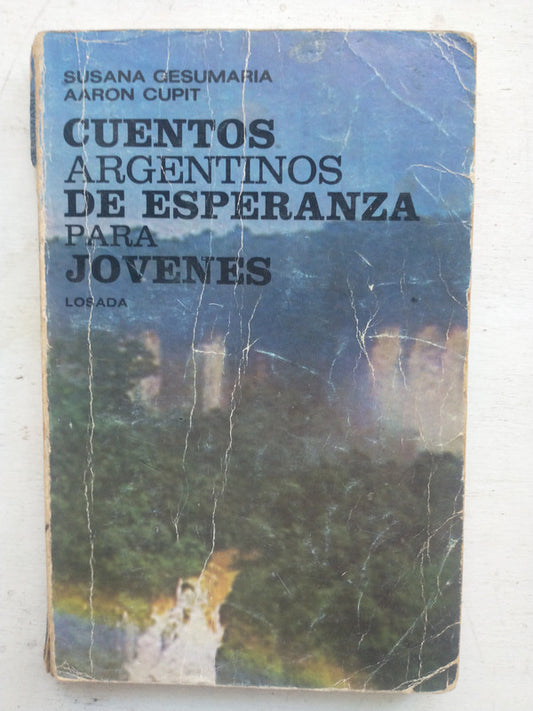 SUSANA GESUMARIA
AARON CUPIT
CUENTOS
ARGENTINOS
DE ESPERANZA
PARA
JOVENES
LOSADA